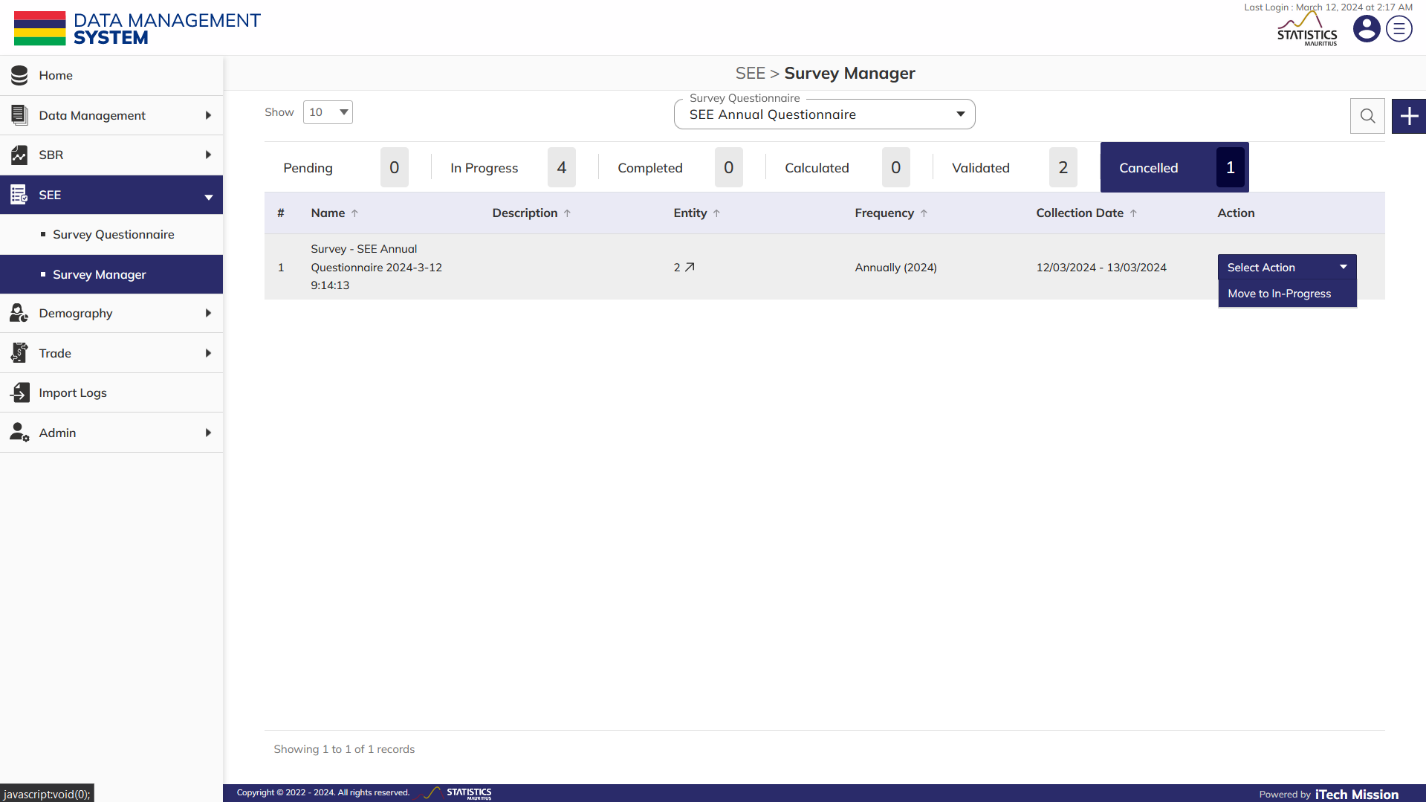 Last Login : March 12, 2024 at 2:17 AM
DATA MANAGEMENT
SYSTEM
STATISTICS
MAURITIUS
Home
Data Management
SBR
SEE
Survey Questionnaire
Survey Manager
Demography
Trade
Import Logs
Admin
SEE > Survey Manager
Show 10
Survey Questionnaire
SEE Annual Questionnaire
Pending 0 In Progress 4 Completed 0 Calculated 0 Validated 2 Cancelled 1
# Name ↑ Description ↑ Entity ↑ Frequency ↑ Collection Date ↑ Action
Survey - SEE Annual
1 Questionnaire 2024-3-12 2 Annually (2024) 12/03/2024 - 13/03/2024 Select Action
9:14:13
Move to In-Progress
Showing 1 to 1 of 1 records
javascript:void(0);
Copyright © 2022 - 2024. All rights reserved. STATISTICS
MAURITIUS
Powered by iTech Mission